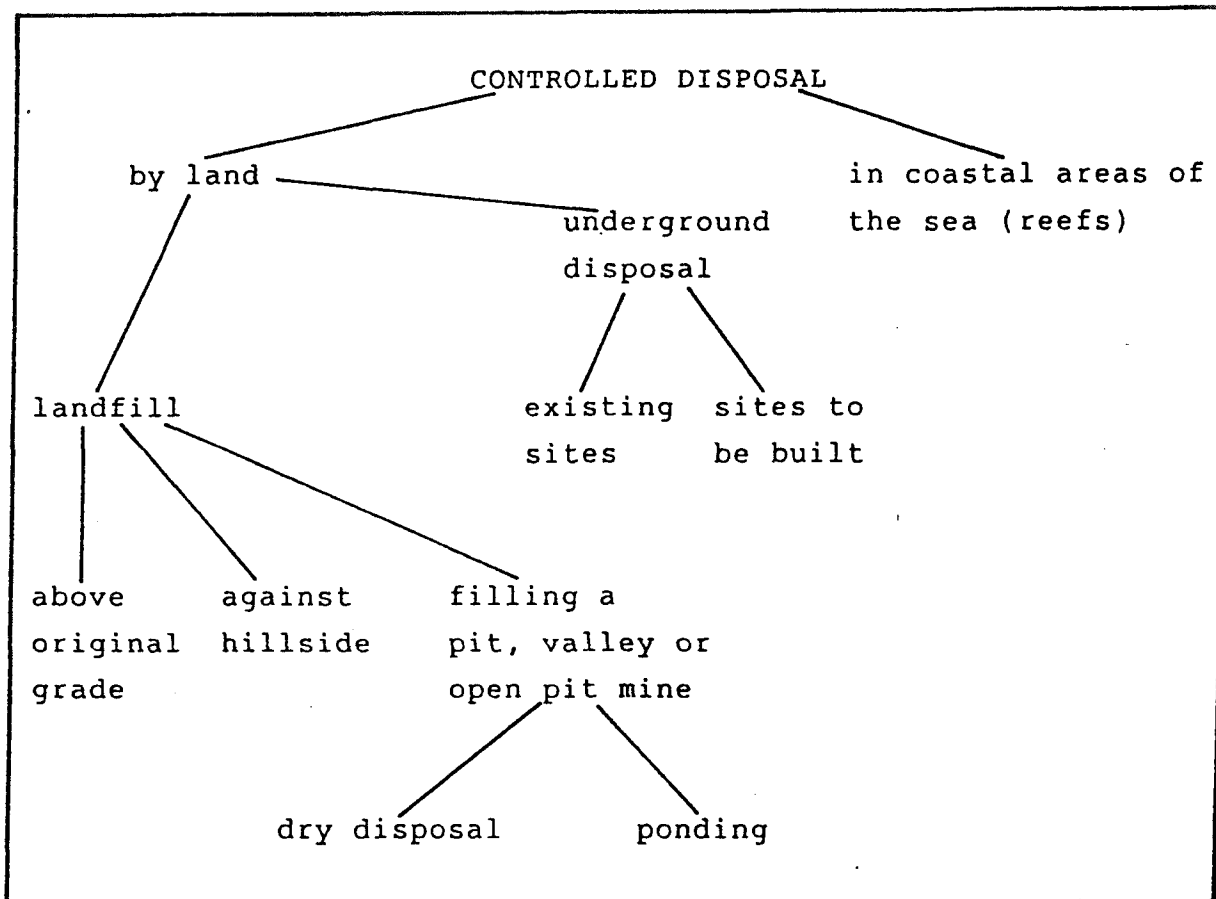 CONTROLLED DISPOSAL
by land
in coastal areas of
the sea (reefs)
underground
disposal
landfill
existing
sites
sites to
be built
above
original
grade
against
hillside
filling a
pit, valley or
open pit mine
dry disposal
ponding